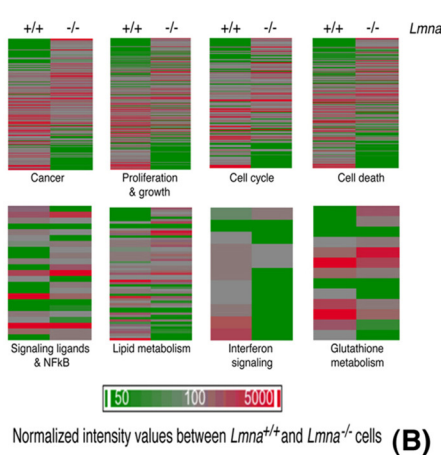 +/+ -/- +/+ -/- +/+ -/- +/+ -/- Lmna
Cancer
Proliferation
& growth
Cell cycle
Cell death
Signaling ligands
& NFkB
Lipid metabolism
Interferon
signaling
Glutathione
metabolism
50 100 5000
Normalized intensity values between Lmna+/+ and Lmna-/- cells (B)